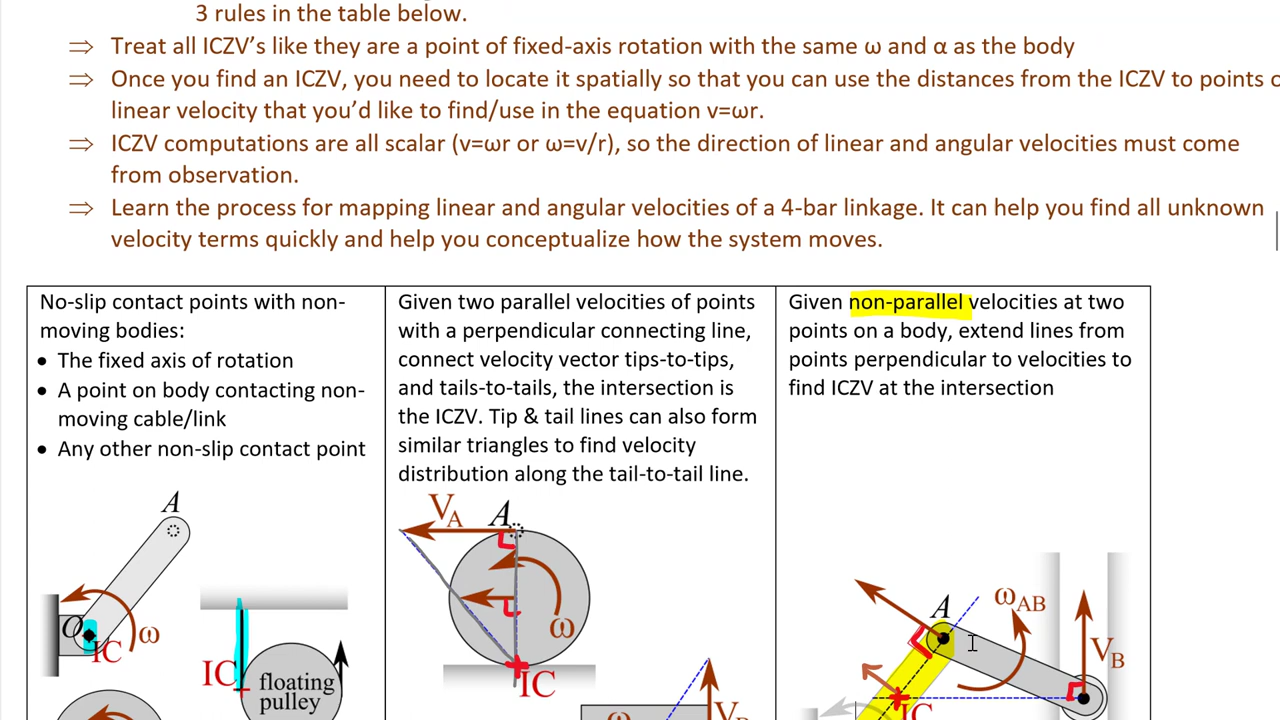 3 rules in the table below.
⇒ Treat all ICZV's like they are a point of fixed-axis rotation with the same ω and α as the body
⇒ Once you find an ICZV, you need to locate it spatially so that you can use the distances from the ICZV to points
linear velocity that you'd like to find/use in the equation v=ωr.
⇒ ICZV computations are all scalar (v=ωr or ω=v/r), so the direction of linear and angular velocities must come
from observation.
⇒ Learn the process for mapping linear and angular velocities of a 4-bar linkage. It can help you find all unknown
velocity terms quickly and help you conceptualize how the system moves.
No-slip contact points with non-
moving bodies:
• The fixed axis of rotation
• A point on body contacting non-
moving cable/link
• Any other non-slip contact point
A
O
IC
ω
IC
floating
pulley
Given two parallel velocities of points
with a perpendicular connecting line,
connect velocity vector tips-to-tips,
and tails-to-tails, the intersection is
the ICZV. Tip & tail lines can also form
similar triangles to find velocity
distribution along the tail-to-tail line.
V_A
A
ω
IC
Given non-parallel velocities at two
points on a body, extend lines from
points perpendicular to velocities to
find ICZV at the intersection
A
ω_AB
V_B
IC